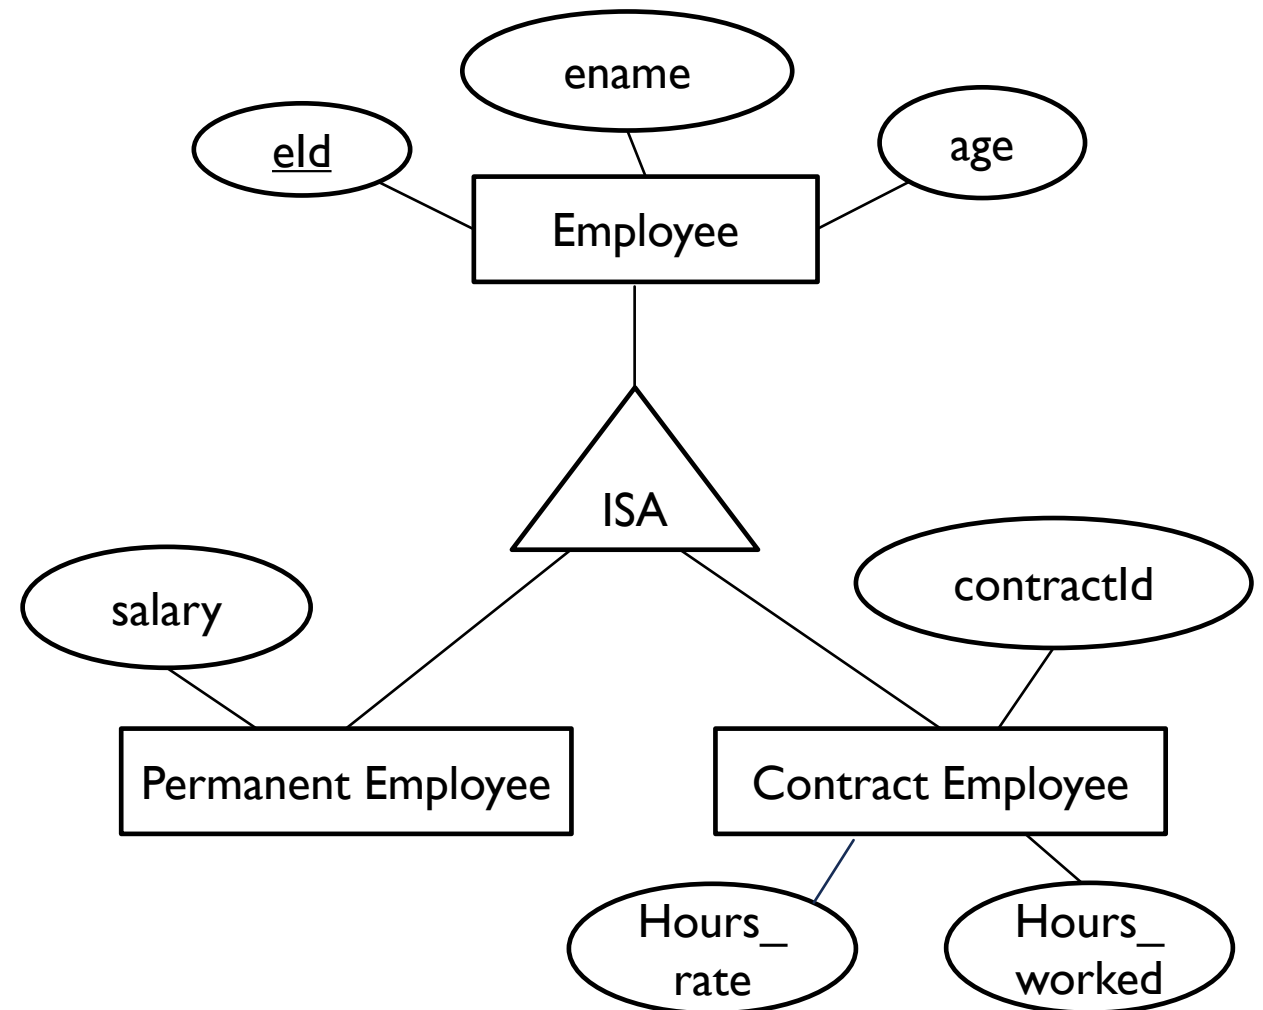 ename
eId
age
Employee
ISA
contractId
salary
Permanent Employee
Contract Employee
Hours_
rate
Hours_
worked